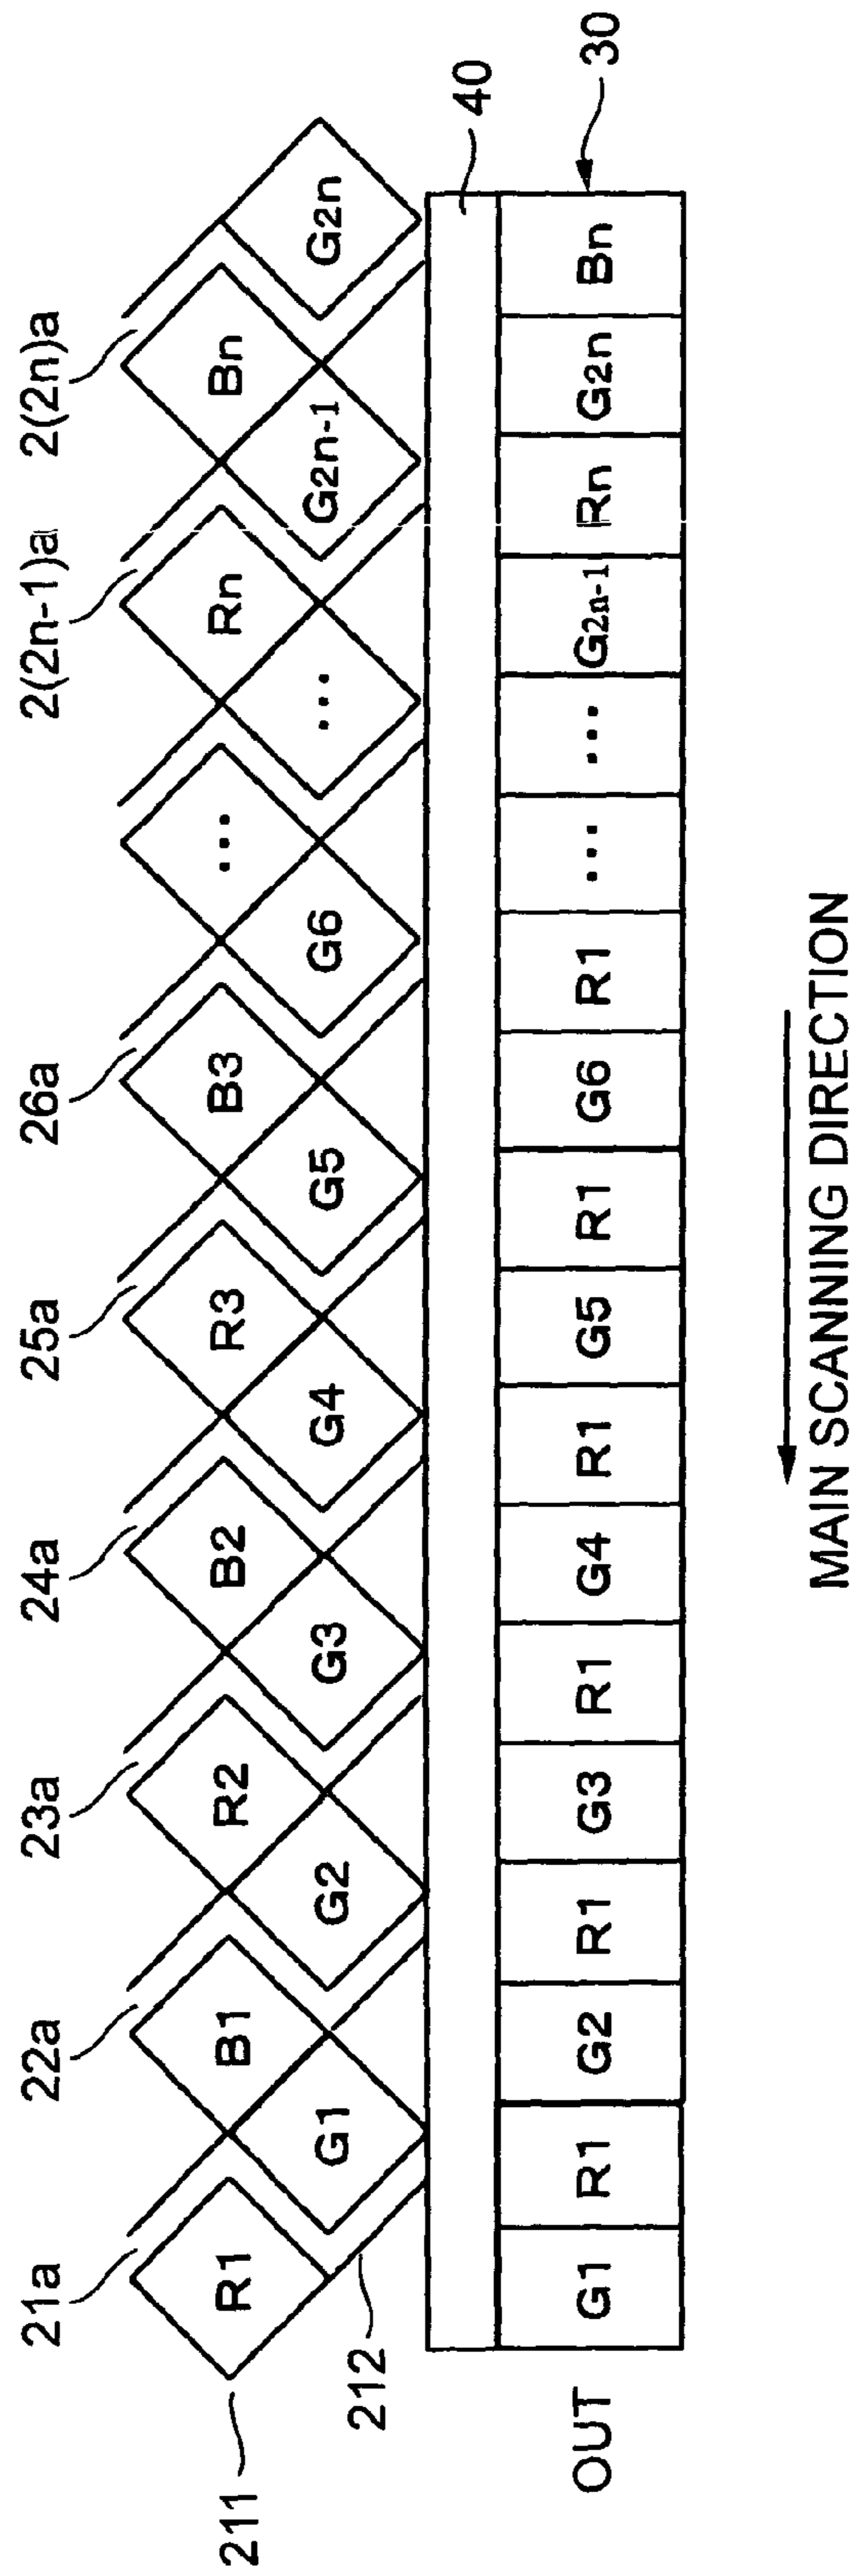 21a 22a 23a 24a 25a 26a 2(2n-1)a 2(2n)a
211 R1 B1 R2 B2 R3 B3 ... Rn Bn
212 G1 G2 G3 G4 G5 G6 ... G2n-1 G2n
40
OUT G1 R1 G2 R1 G3 R1 G4 R1 G5 R1 G6 R1 ... ... G2n-1 Rn G2n Bn 30
MAIN SCANNING DIRECTION